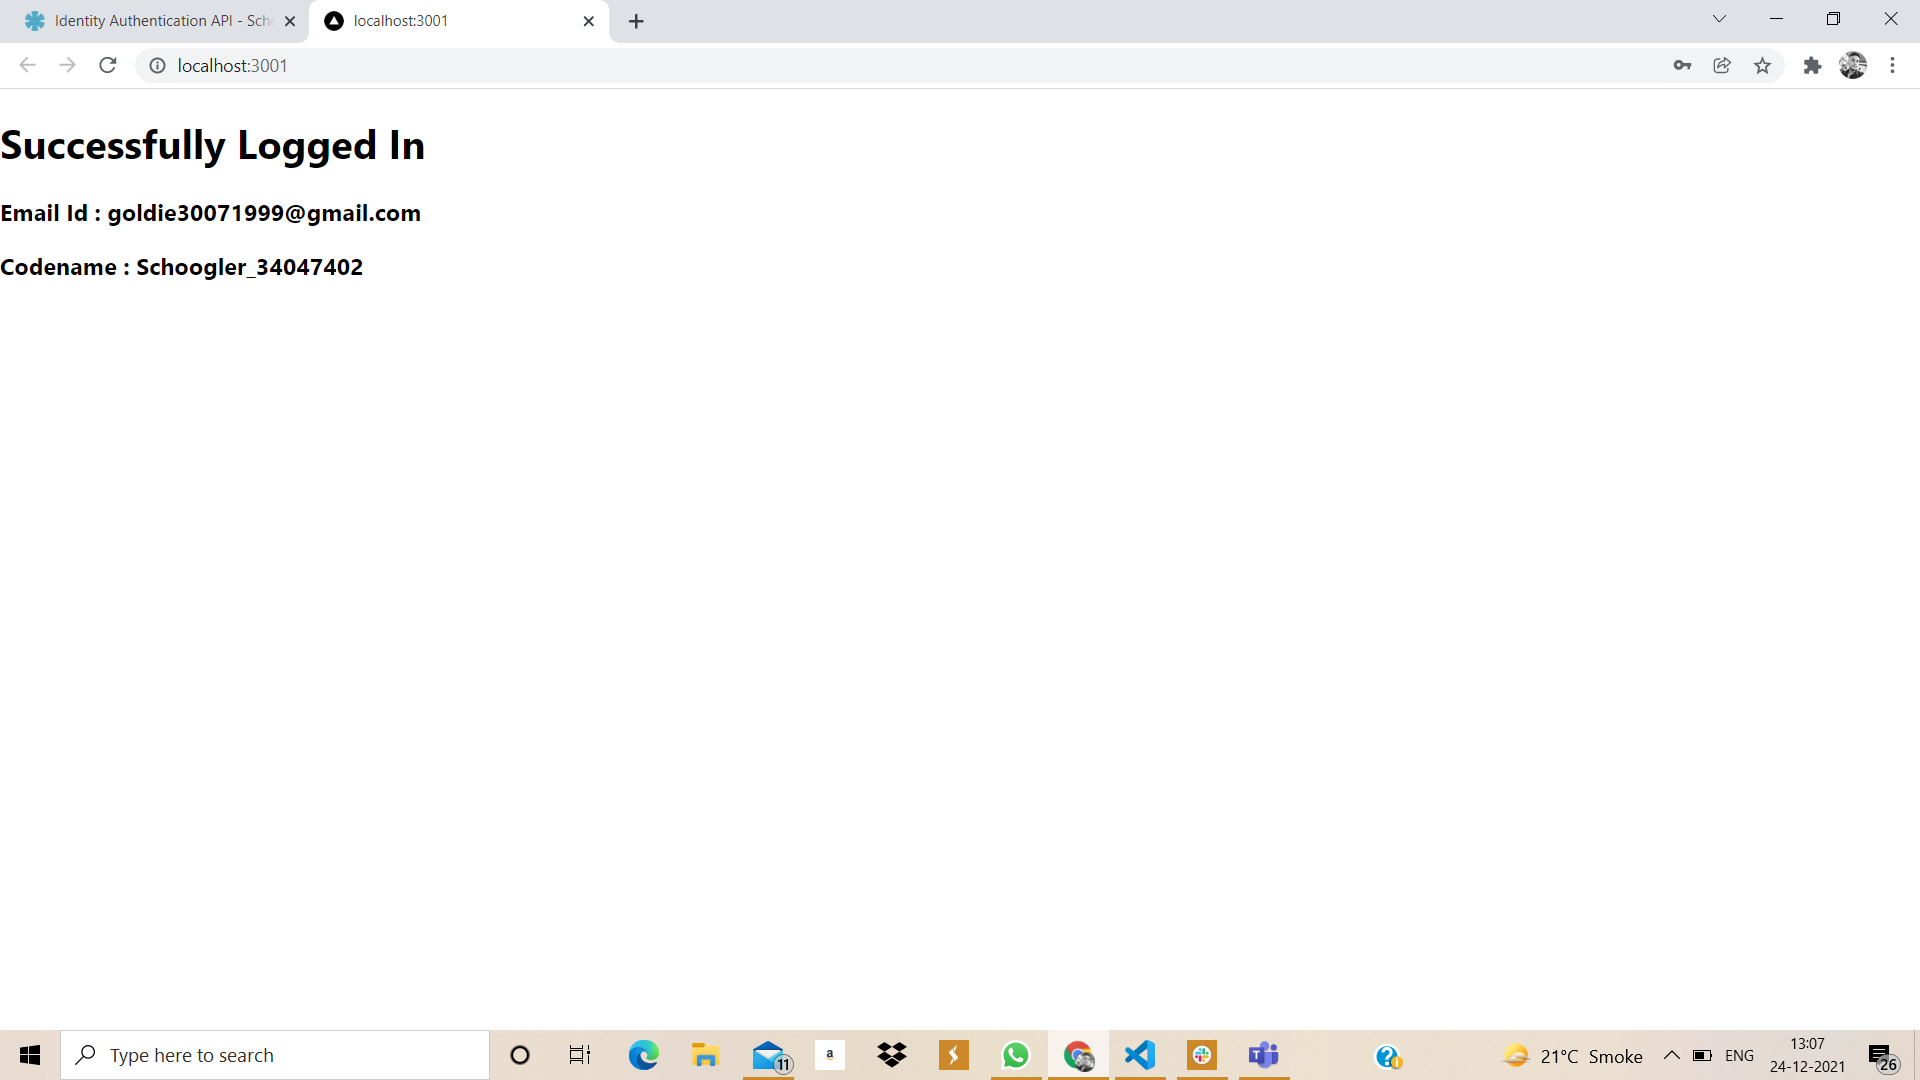 Identity Authentication API - Sch
localhost:3001
localhost:3001
Successfully Logged In
Email Id : goldie30071999@gmail.com
Codename : Schoogler_34047402
Type here to search
11
a
21°C Smoke
ENG
13:07
24-12-2021
26